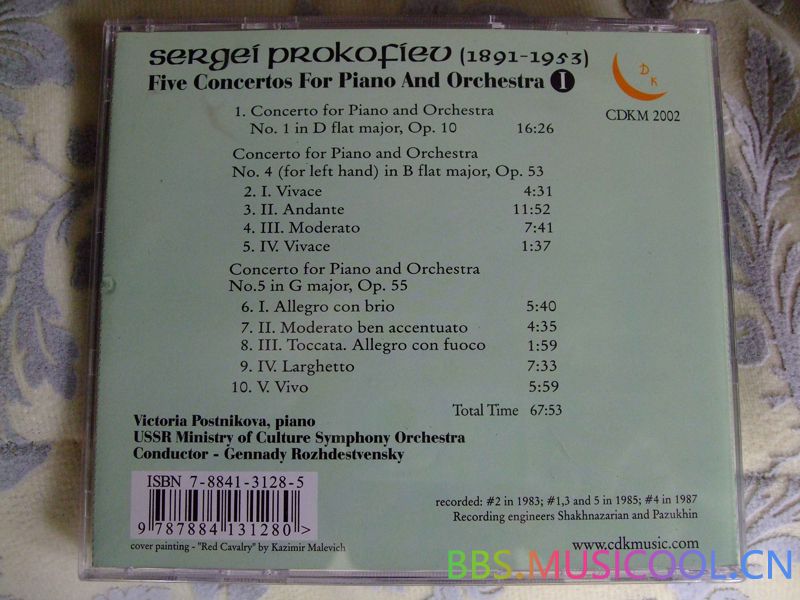 Sergei Prokofiev (1891-1953)
Five Concertos For Piano And Orchestra I
D K
CDKM 2002
1. Concerto for Piano and Orchestra
No. 1 in D flat major, Op. 10 16:26
Concerto for Piano and Orchestra
No. 4 (for left hand) in B flat major, Op. 53
2. I. Vivace 4:31
3. II. Andante 11:52
4. III. Moderato 7:41
5. IV. Vivace 1:37
Concerto for Piano and Orchestra
No.5 in G major, Op. 55
6. I. Allegro con brio 5:40
7. II. Moderato ben accentuato 4:35
8. III. Toccata. Allegro con fuoco 1:59
9. IV. Larghetto 7:33
10. V. Vivo 5:59
Total Time 67:53
Victoria Postnikova, piano
USSR Ministry of Culture Symphony Orchestra
Conductor - Gennady Rozhdestvensky
ISBN 7-8841-3128-5
9 787884 131280 >
cover painting - "Red Cavalry" by Kazimir Malevich
recorded: #2 in 1983; #1,3 and 5 in 1985; #4 in 1987
Recording engineers Shakhnazarian and Pazukhin
www.cdkmusic.com
BBS.MUSICOOL.CN